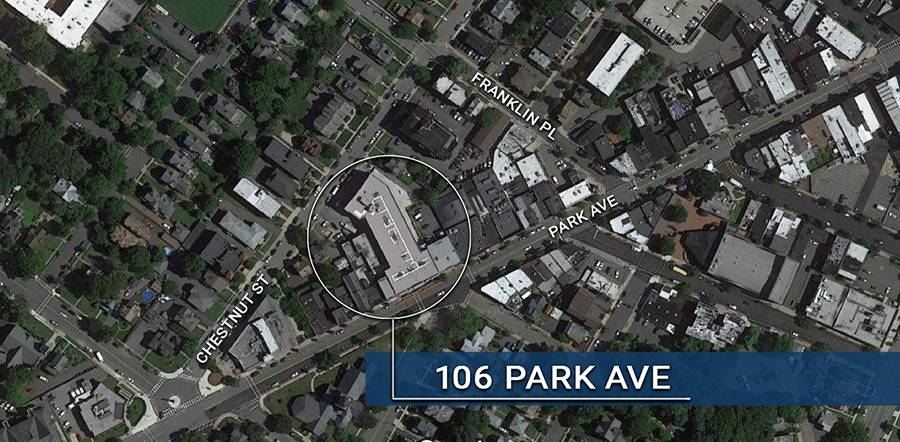 FRANKLIN PL
PARK AVE
CHESTNUT ST
106 PARK AVE